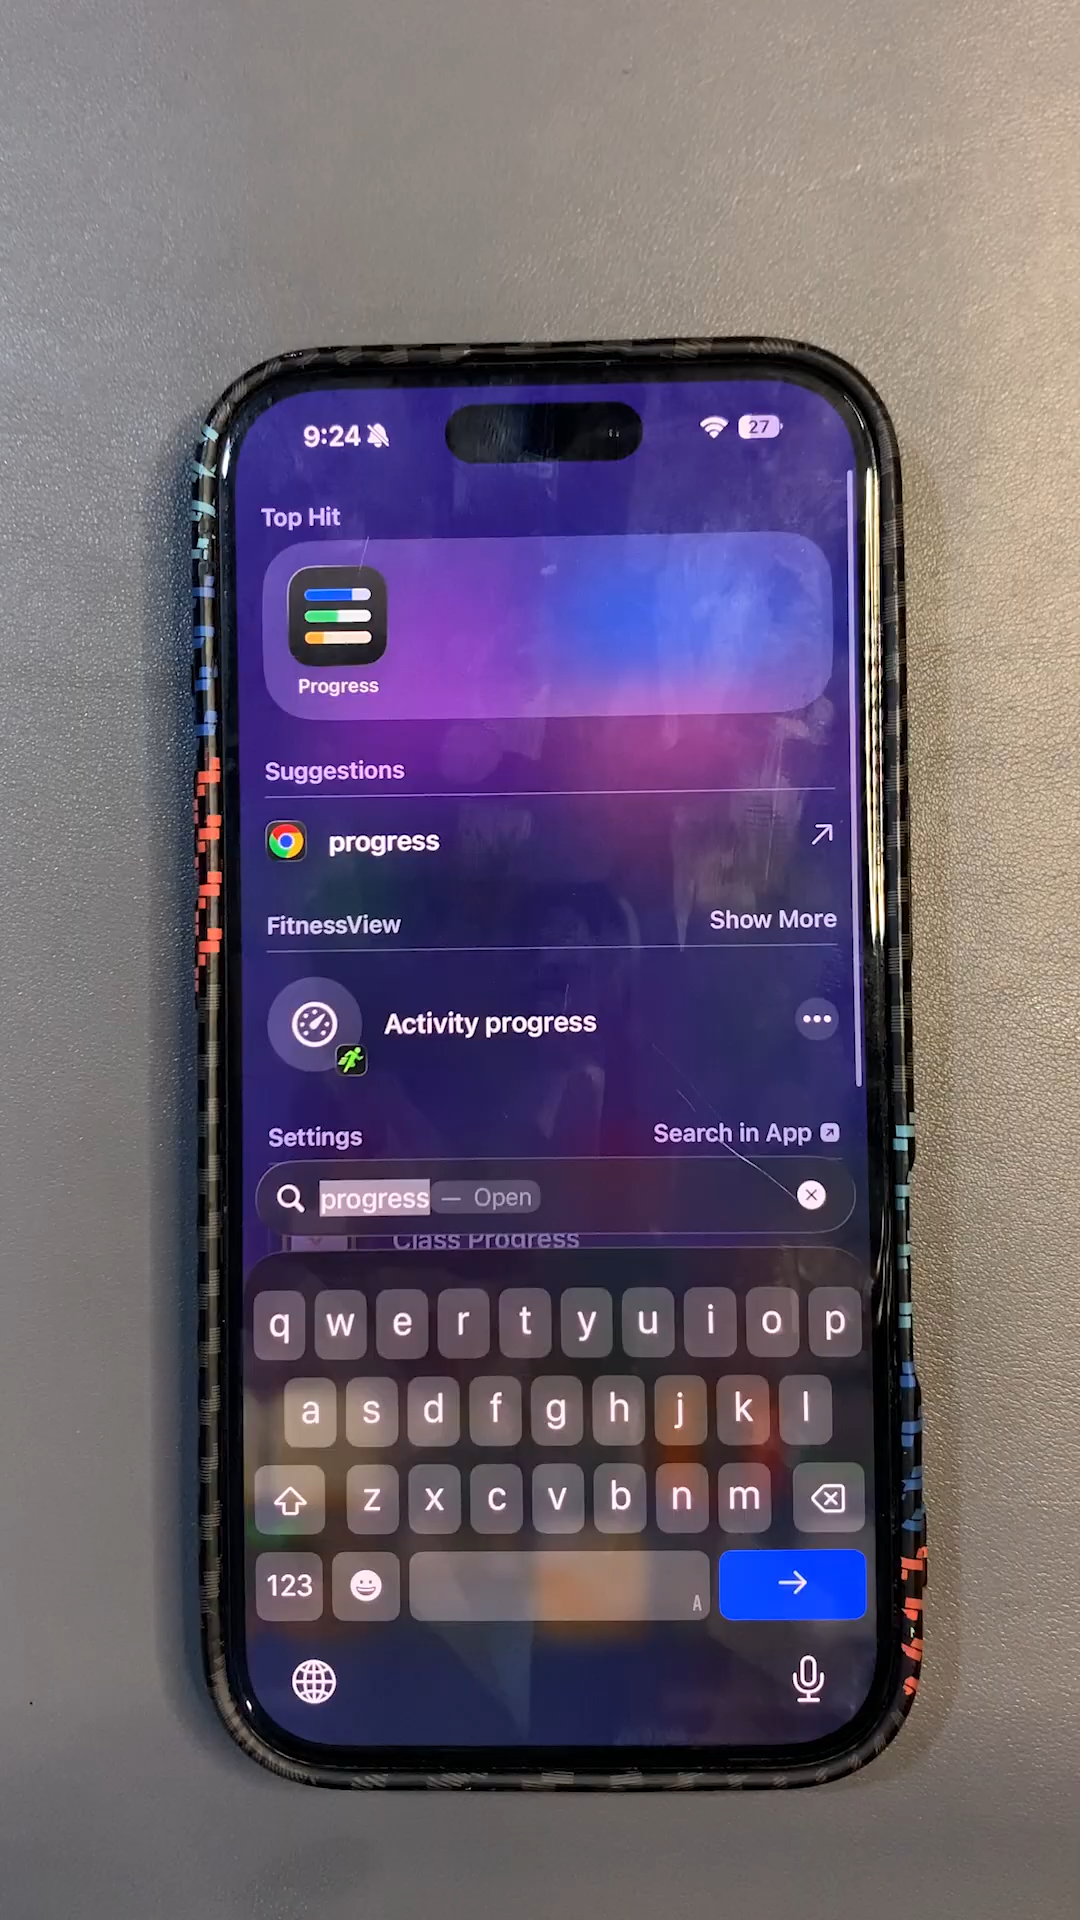 9:24
27
Top Hit
Progress
Suggestions
progress
FitnessView Show More
Activity progress
Settings Search in App
progress — Open
Class Progress
q w e r t y u i o p
a s d f g h j k l
z x c v b n m
123 A